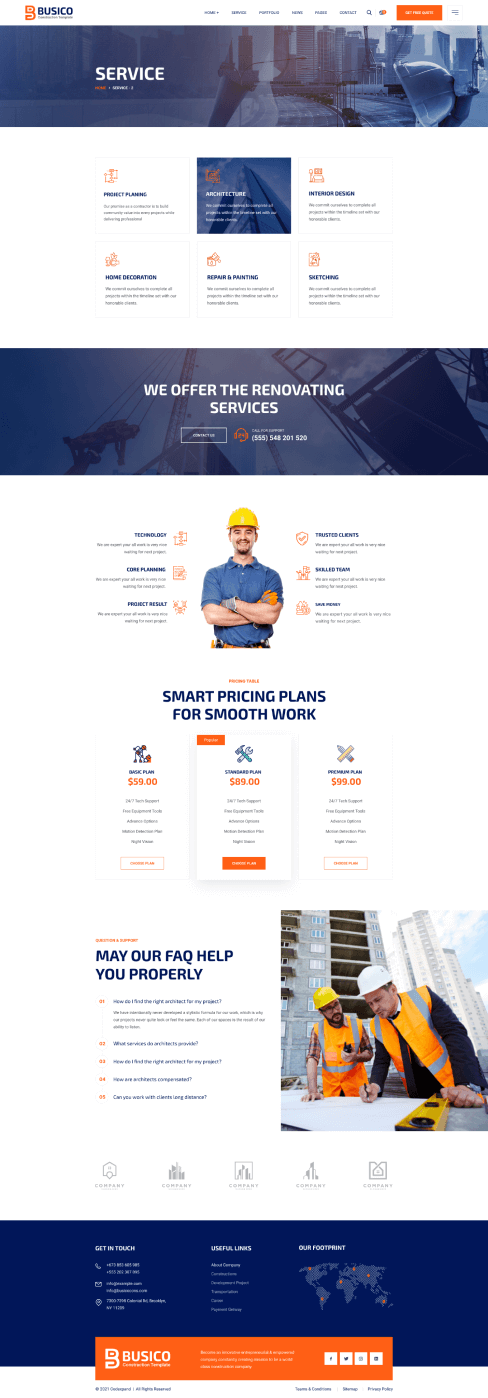 BUSICO
Construction Template
HOME + SERVICE PORTFOLIO NEWS PAGES CONTACT
GET FREE QUOTE
SERVICE
HOME SERVICE - 2
PROJECT PLANING
Our priorities as a contractor is to build
community value into every projects while
delivering professional
ARCHITECTURE
We commit ourselves to complete all
projects within the timeline set with our
honorable clients.
INTERIOR DESIGN
We commit ourselves to complete all
projects within the timeline set with our
honorable clients.
HOME DECORATION
We commit ourselves to complete all
projects within the timeline set with our
honorable clients.
REPAIR & PAINTING
We commit ourselves to complete all
projects within the timeline set with our
honorable clients.
SKETCHING
We commit ourselves to complete all
projects within the timeline set with our
honorable clients.
WE OFFER THE RENOVATING
SERVICES
CONTACT US
CALL FOR SUPPORT
(555) 548 201 520
TECHNOLOGY
We are expert your all work is very nice
waiting for next project.
CORE PLANNING
We are expert your all work is very nice
waiting for next project.
PROJECT RESULT
We are expert your all work is very nice
waiting for next project
TRUSTED CLIENTS
We are expert your all work is very nice
waiting for next project.
SKILLED TEAM
We are expert your all work is very nice
waiting for next project.
SAVE MONEY
We are expert your all work is very nice
waiting for next project.
PRICING TABLE
SMART PRICING PLANS
FOR SMOOTH WORK
BASIC PLAN
$59.00
24/7 Tech Support
Free Equipment Tools
Advance Options
Motion Detection Plan
Night Vision
CHOOSE PLAN
Popular
STANDARD PLAN
$89.00
24/7 Tech Support
Free Equipment Tools
Advance Options
Motion Detection Plan
Night Vision
CHOOSE PLAN
PREMIUM PLAN
$99.00
24/7 Tech Support
Free Equipment Tools
Advance Options
Motion Detection Plan
Night Vision
CHOOSE PLAN
QUESTION & SUPPORT
MAY OUR FAQ HELP
YOU PROPERLY
01 How do I find the right architect for my project?
We have intentionally never developed a stylistic formula for our work, which is why
our projects never quite look or feel the same. Each of our spaces is the result of our
ability to listen.
02 What services do architects provide?
03 How do I find the right architect for my project?
04 How are architects compensated?
05 Can you work with clients long distance?
COMPANY
COMPANY
COMPANY
COMPANY
COMPANY
GET IN TOUCH
info@example.com
7300-7398 Colonial Rd, Brooklyn,
NY 11209
USEFUL LINKS
About Company
Constructions
Development Project
Transportation
Career
Payment Getway
OUR FOOTPRINT
BUSICO
Construction Template
Become an innovative entrepreneurial & empowered
company constantly creating solution to be a world
class construction company.
All Rights Reserved
Teams & Conditions | Sitemap Privacy Policy